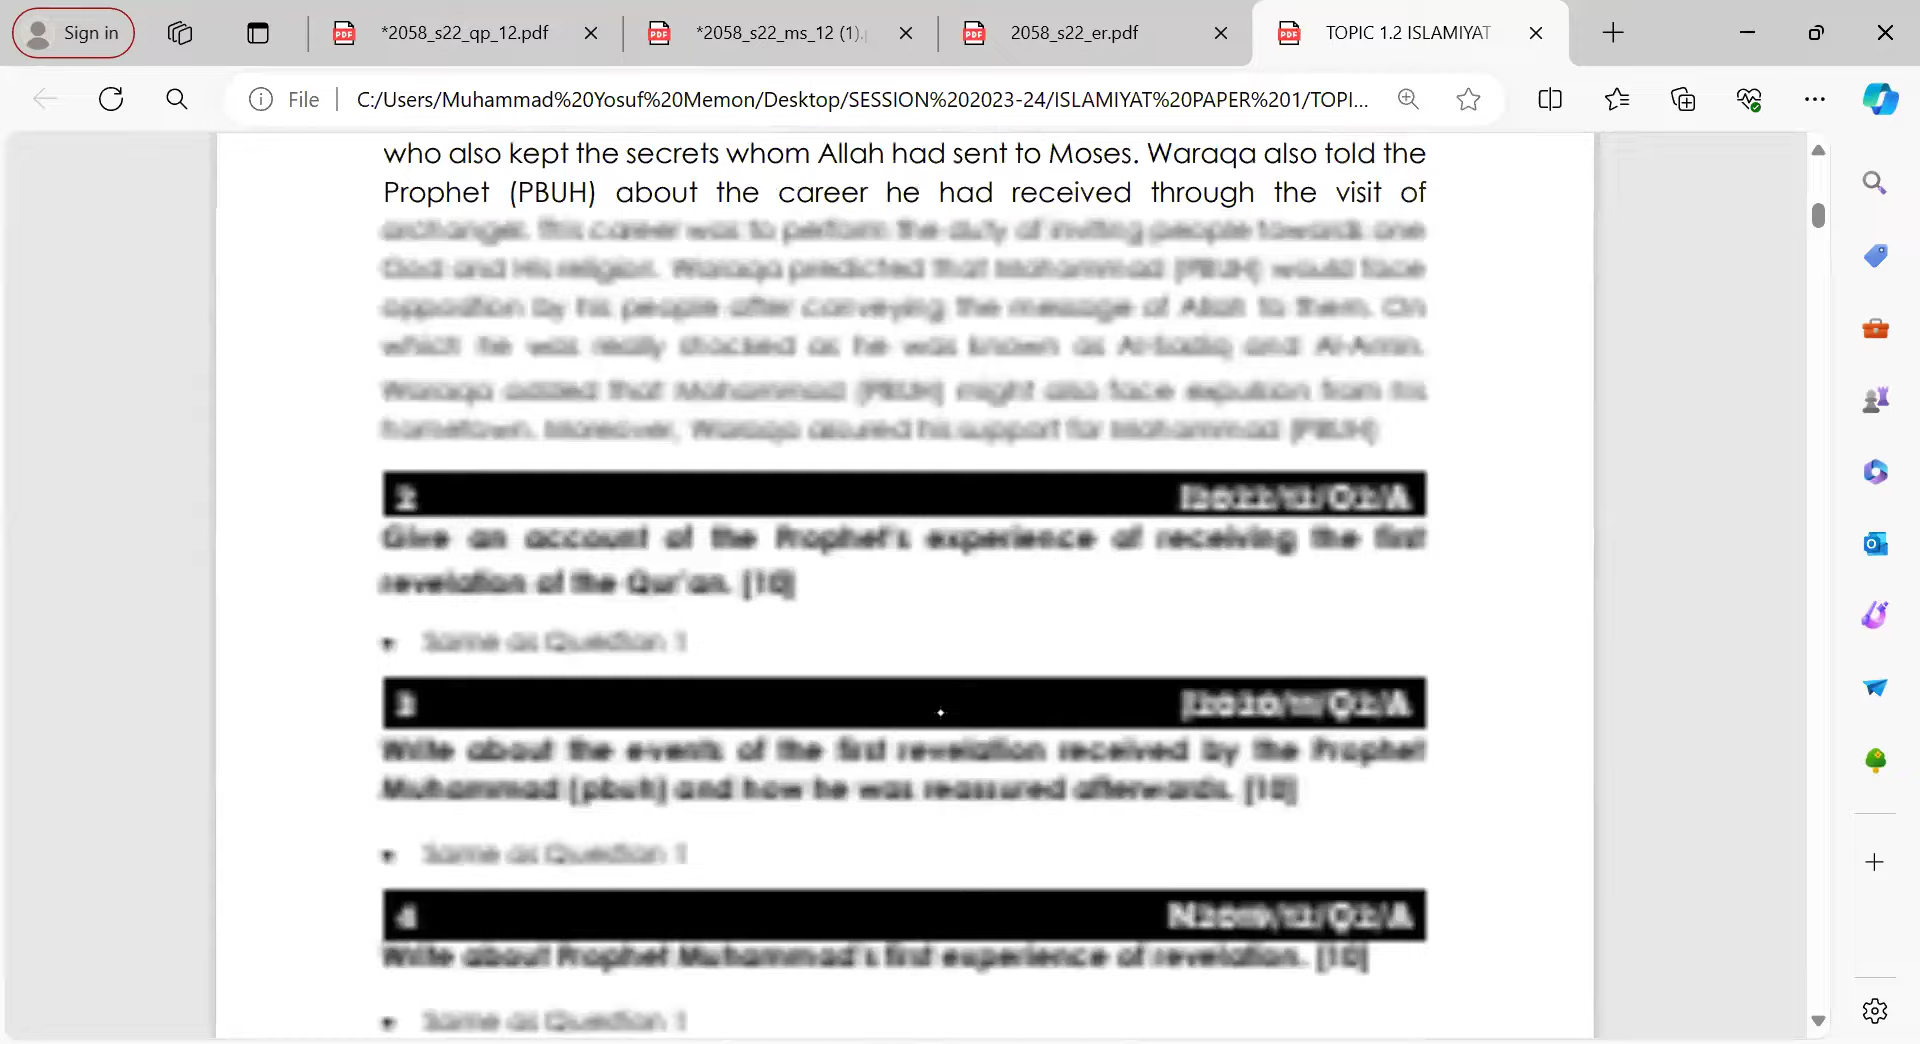 Sign in
*2058_s22_qp_12.pdf
*2058_s22_ms_12 (1).
2058_s22_er.pdf
TOPIC 1.2 ISLAMIYAT
File
C:/Users/Muhammad%20Yosuf%20Memon/Desktop/SESSION%202023-24/ISLAMIYAT%20PAPER%201/TOPI...
who also kept the secrets whom Allah had sent to Moses. Waraqa also told the
Prophet (PBUH) about the career he had received through the visit of
archangel. This career was to perform the duty of inviting people towards one
God and His religion. Waraqa predicted that Mohammad (PBUH) would face
opposition by his people after conveying the message of Allah to them. On
which he was really shocked as he was known as Al-Sadiq and Al-Amin.
Waraqa added that Mohammad (PBUH) might also face expulsion from his
hometown. Moreover, Waraqa assured his support for Mohammad (PBUH)
2 J2022/12/Q2/A
Give an account of the Prophet's experience of receiving the first
revelation of the Qur'an. [10]
Same as Question 1
3 J2020/11/Q2/A
Write about the events of the first revelation received by the Prophet
Muhammad (pbuh) and how he was reassured afterwards. [10]
Same as Question 1
4 N2019/12/Q2/A
Write about Prophet Muhammad's first experience of revelation. [10]
Same as Question 1